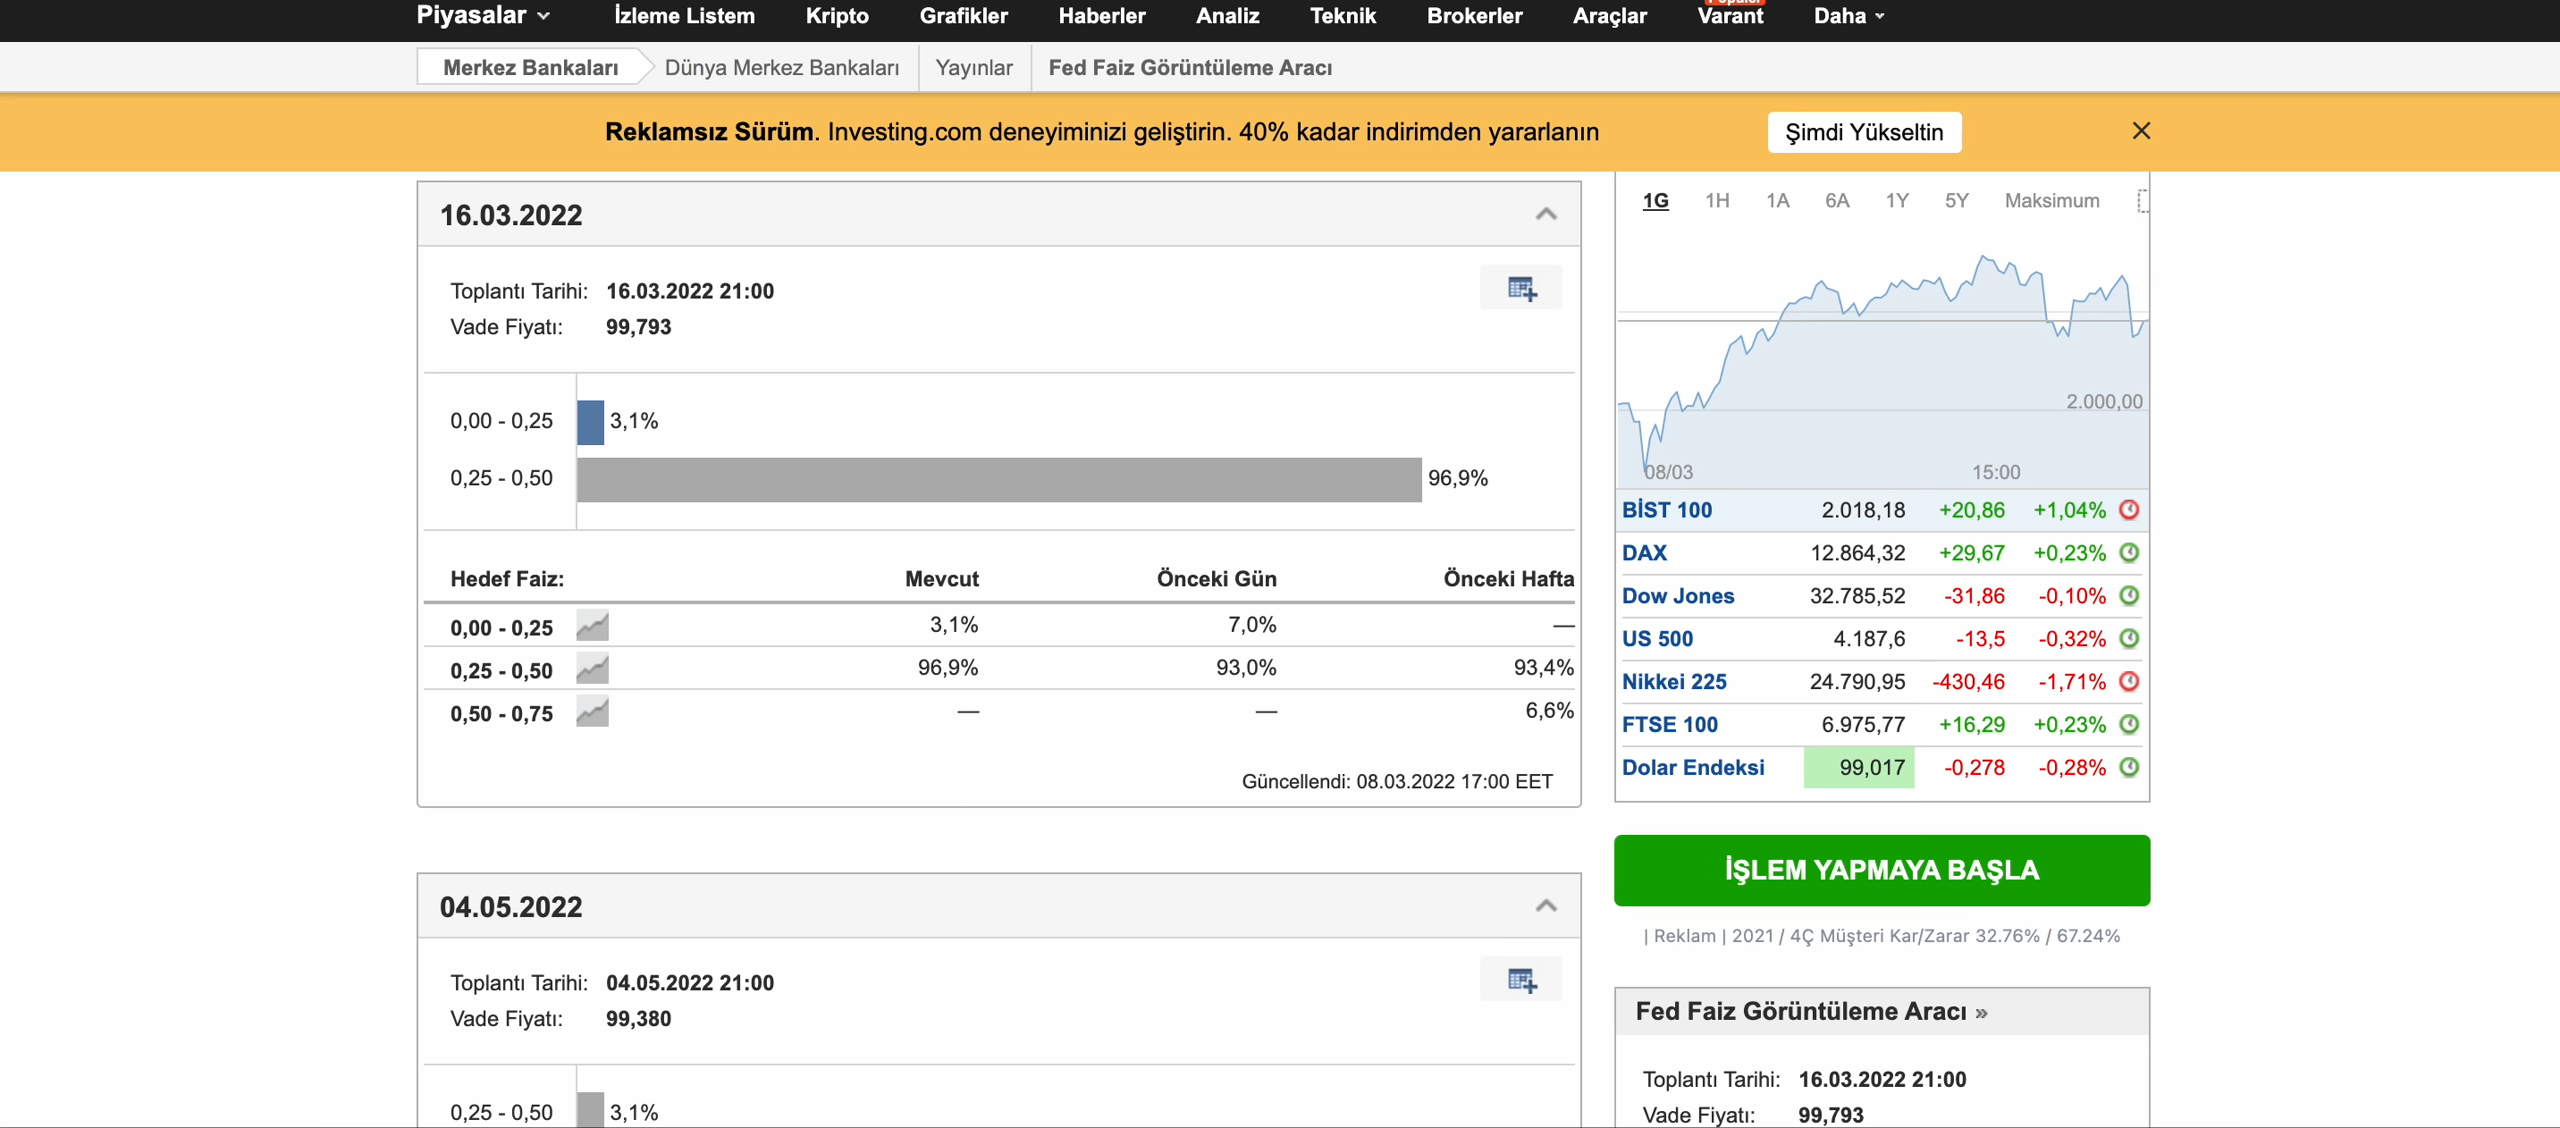 Piyasalar
İzleme Listem
Kripto
Grafikler
Haberler
Analiz
Teknik
Brokerler
Araçlar
Varant
Daha
Merkez Bankaları
Dünya Merkez Bankaları
Yayınlar
Fed Faiz Görüntüleme Aracı
Reklamsız Sürüm. Investing.com deneyiminizi geliştirin. 40% kadar indirimden yararlanın
Şimdi Yükseltin
16.03.2022
Toplantı Tarihi: 16.03.2022 21:00
Vade Fiyatı: 99,793
0,00 - 0,25 3,1%
0,25 - 0,50 96,9%
Hedef Faiz: Mevcut Önceki Gün Önceki Hafta
0,00 - 0,25 3,1% 7,0% —
0,25 - 0,50 96,9% 93,0% 93,4%
0,50 - 0,75 — — 6,6%
Güncellendi: 08.03.2022 17:00 EET
04.05.2022
Toplantı Tarihi: 04.05.2022 21:00
Vade Fiyatı: 99,380
0,25 - 0,50 3,1%
1G 1H 1A 6A 1Y 5Y Maksimum
2.000,00
08/03 15:00
BİST 100 2.018,18 +20,86 +1,04%
DAX 12.864,32 +29,67 +0,23%
Dow Jones 32.785,52 -31,86 -0,10%
US 500 4.187,6 -13,5 -0,32%
Nikkei 225 24.790,95 -430,46 -1,71%
FTSE 100 6.975,77 +16,29 +0,23%
Dolar Endeksi 99,017 -0,278 -0,28%
İŞLEM YAPMAYA BAŞLA
| Reklam | 2021 / 4Ç Müşteri Kar/Zarar 32.76% / 67.24%
Fed Faiz Görüntüleme Aracı »
Toplantı Tarihi: 16.03.2022 21:00
Vade Fiyatı: 99,793